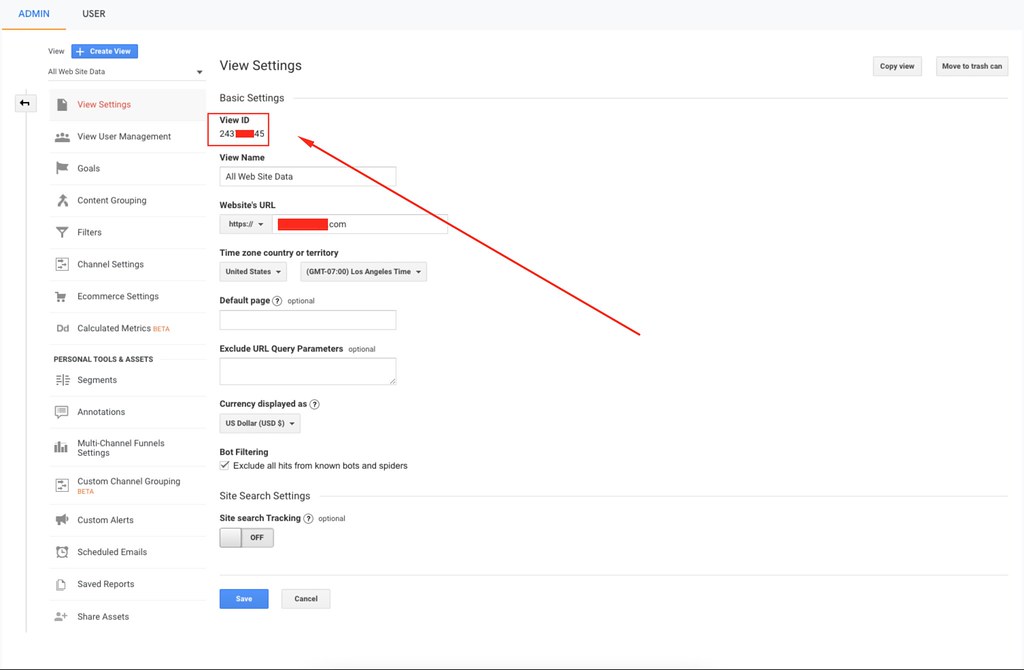 ADMIN USER
View + Create View
All Web Site Data
View Settings
View User Management
Goals
Content Grouping
Filters
Channel Settings
Ecommerce Settings
Dd Calculated Metrics BETA
PERSONAL TOOLS & ASSETS
Segments
Annotations
Multi-Channel Funnels
Settings
Custom Channel Grouping
BETA
Custom Alerts
Scheduled Emails
Saved Reports
Share Assets
View Settings
Copy view
Move to trash can
Basic Settings
View ID
243 45
View Name
All Web Site Data
Website's URL
https:// .com
Time zone country or territory
United States (GMT-07:00) Los Angeles Time
Default page ? optional
Exclude URL Query Parameters optional
Currency displayed as ?
US Dollar (USD $)
Bot Filtering
Exclude all hits from known bots and spiders
Site Search Settings
Site search Tracking ? optional
OFF
Save Cancel